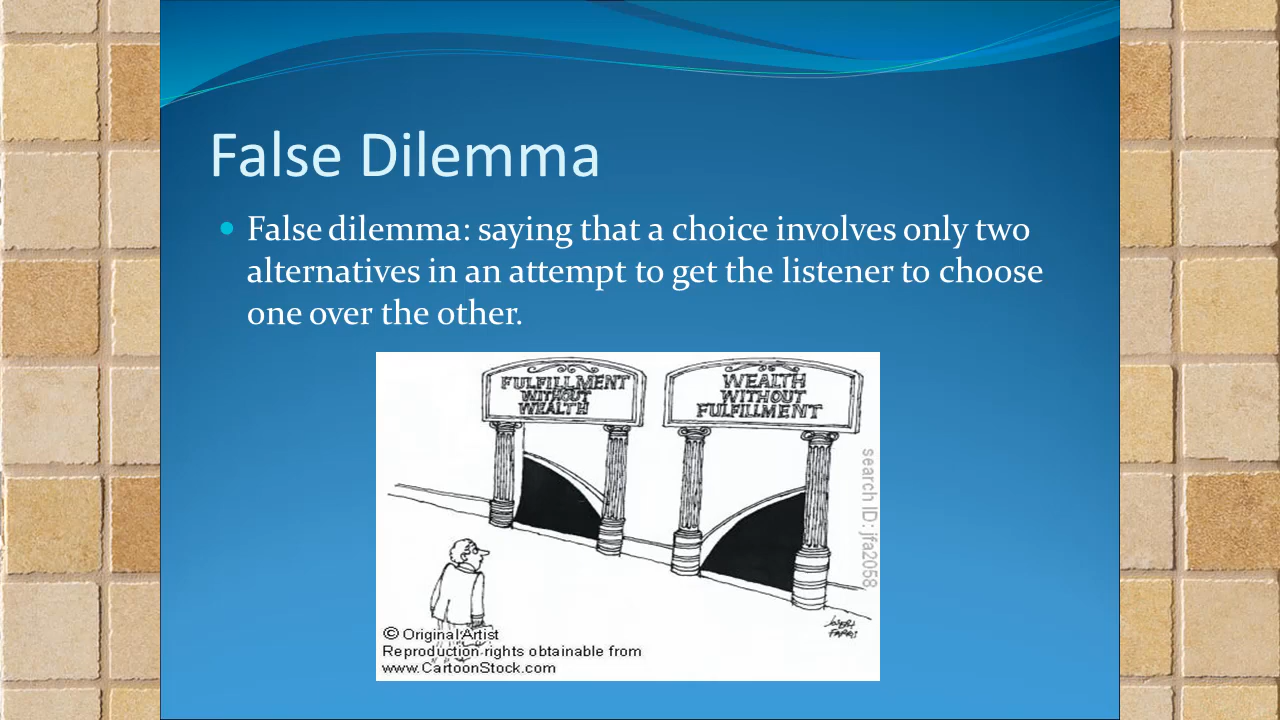 False Dilemma
False dilemma: saying that a choice involves only two
alternatives in an attempt to get the listener to choose
one over the other.
FULFILLMENT
WITHOUT
WEALTH
WEALTH
WITHOUT
FULFILLMENT
search ID: jfa2058
© Original Artist
Reproduction rights obtainable from
www.CartoonStock.com
JOSEPH
FARRIS